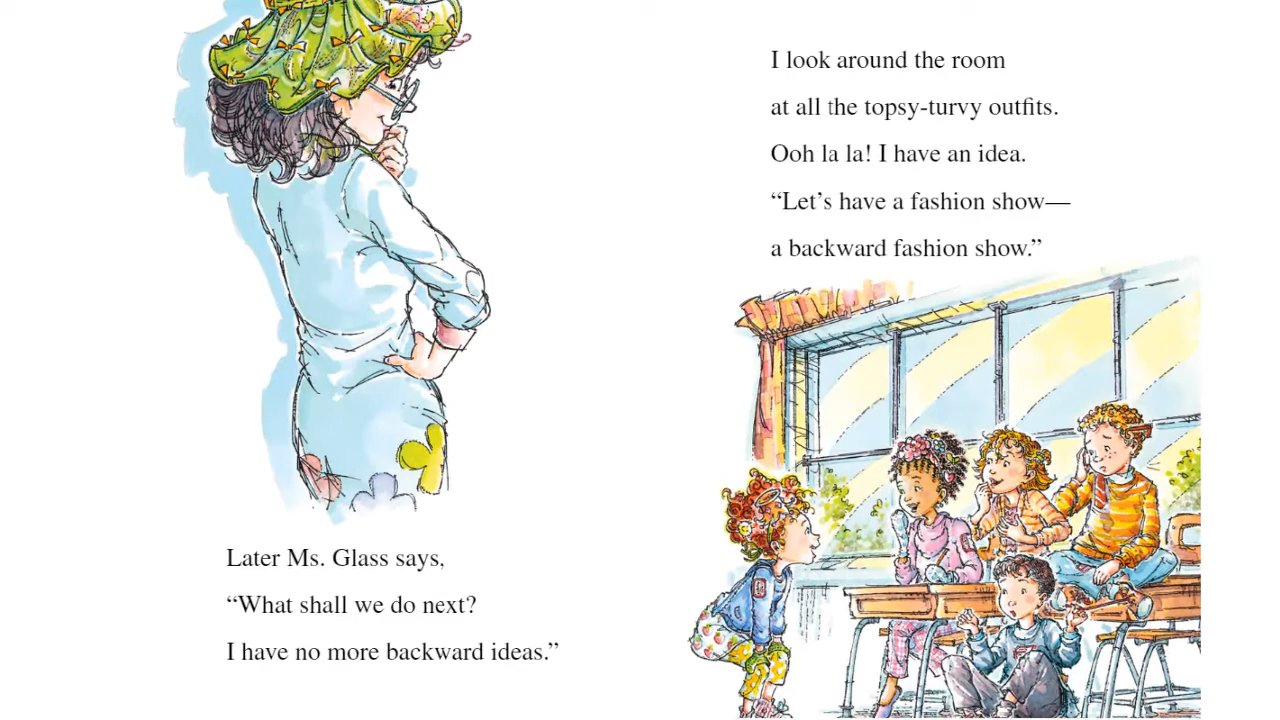 Later Ms. Glass says,
“What shall we do next?
I have no more backward ideas.”
I look around the room
at all the topsy-turvy outfits.
Ooh la la! I have an idea.
“Let’s have a fashion show—
a backward fashion show.”